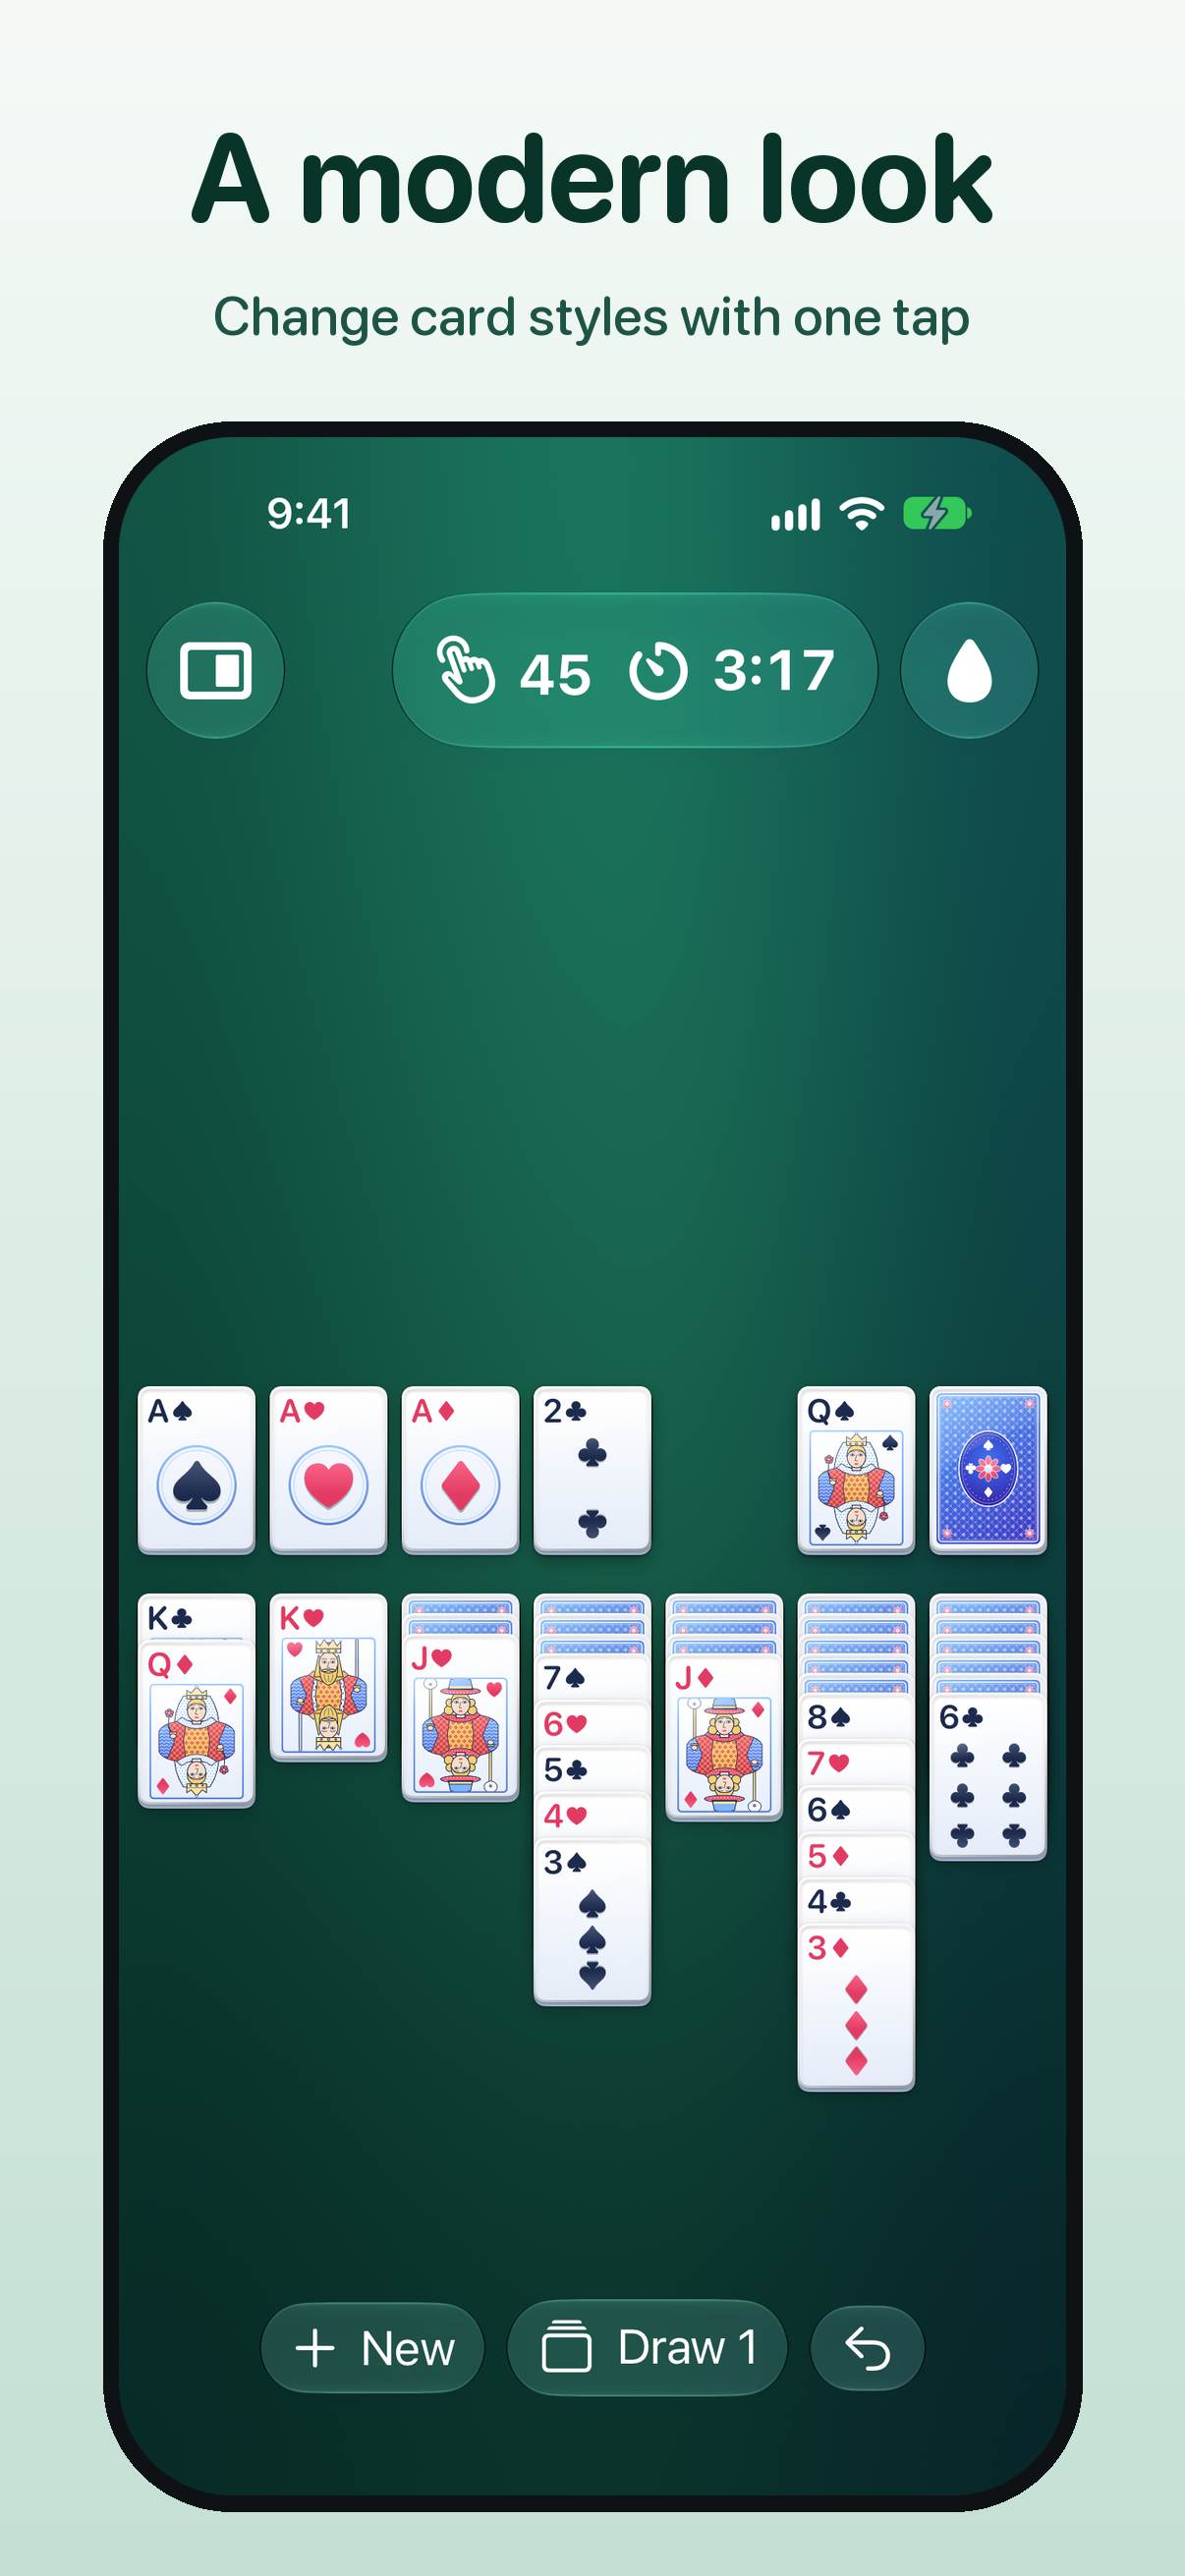 A modern look
Change card styles with one tap
9:41
45 3:17
A♠ A♥ A♦ 2♣ Q♠
K♣ K♥
Q♦ J♥ 7♠ J♦ 8♠ 6♣
6♥ 7♥
5♣ 6♠
4♥ 5♦
3♠ 4♣
3♦
New Draw 1